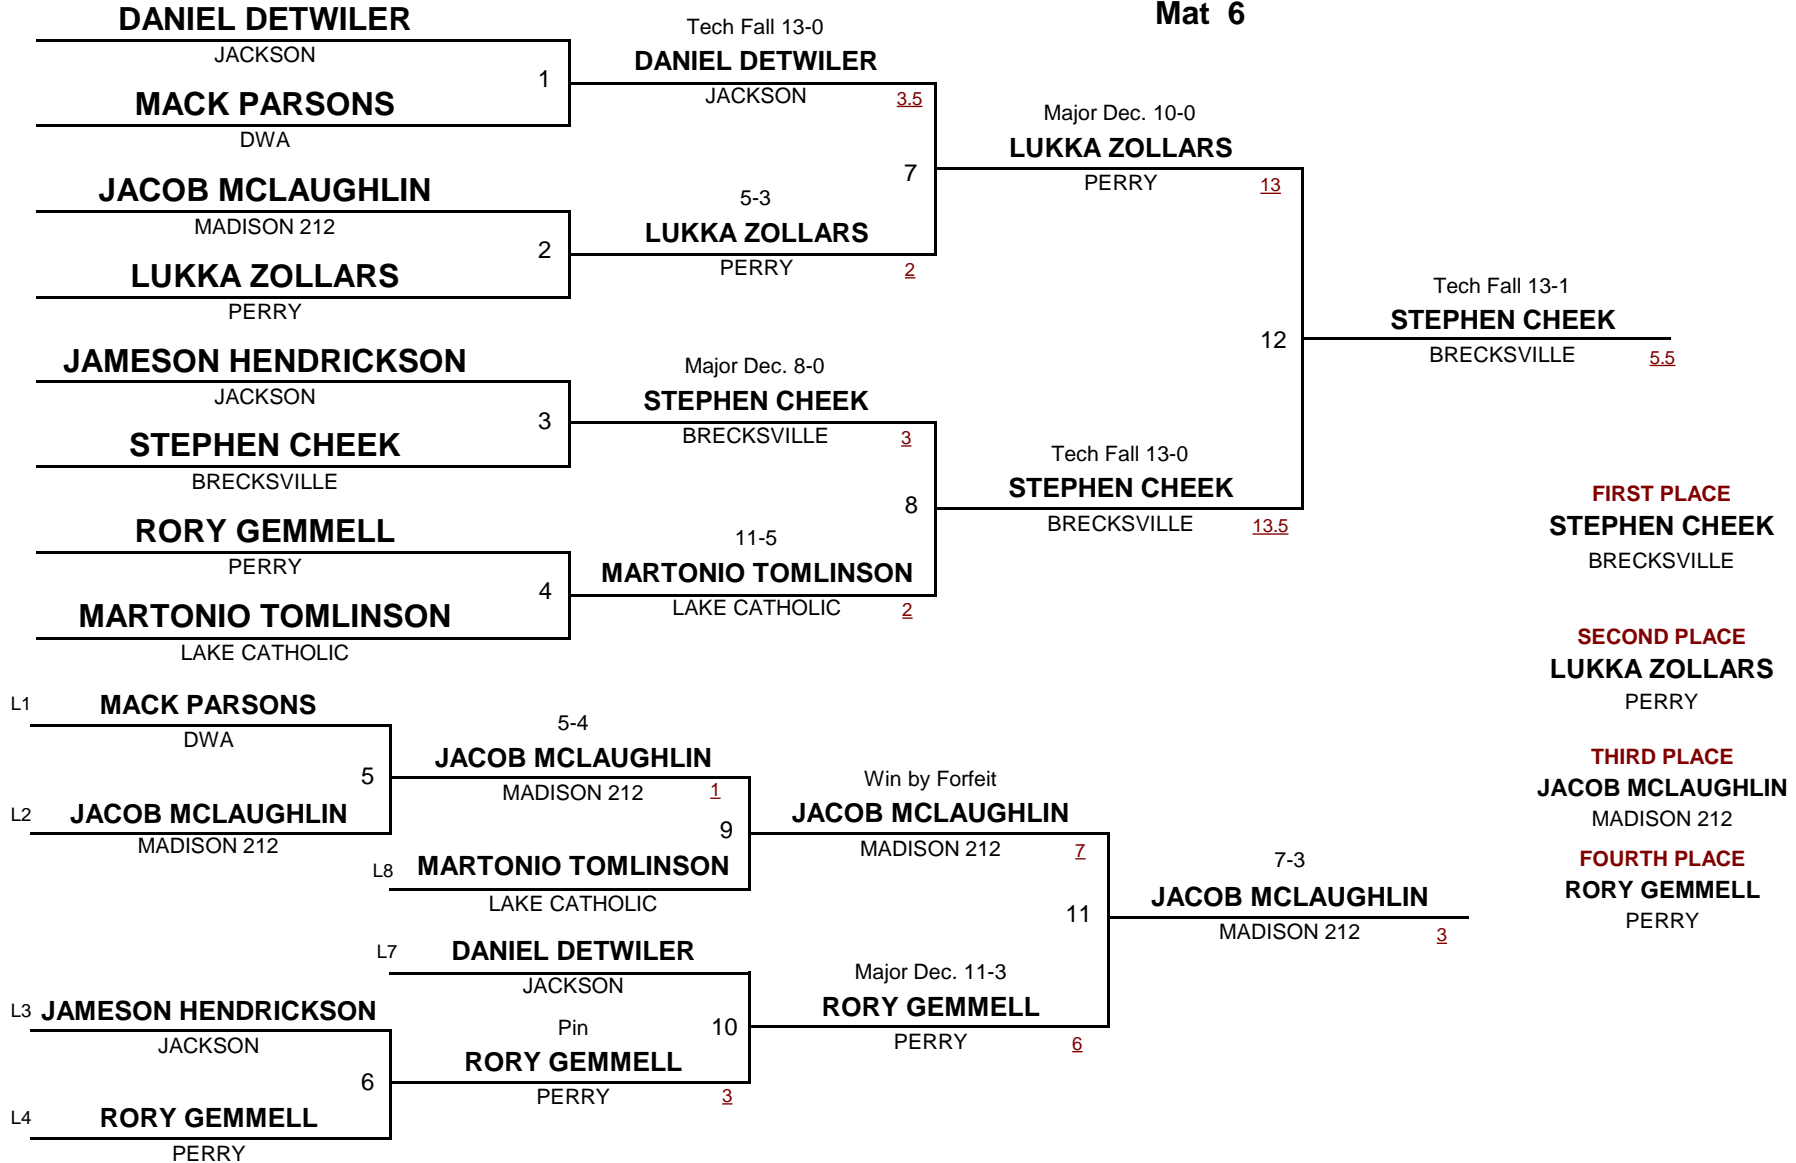 Mat 6
DANIEL DETWILER
JACKSON
1
MACK PARSONS
DWA
JACOB MCLAUGHLIN
MADISON 212
2
LUKKA ZOLLARS
PERRY
JAMESON HENDRICKSON
JACKSON
3
STEPHEN CHEEK
BRECKSVILLE
RORY GEMMELL
PERRY
4
MARTONIO TOMLINSON
LAKE CATHOLIC
Tech Fall 13-0
DANIEL DETWILER
JACKSON 3.5
7
5-3
LUKKA ZOLLARS
PERRY 2
Major Dec. 8-0
STEPHEN CHEEK
BRECKSVILLE 3
8
11-5
MARTONIO TOMLINSON
LAKE CATHOLIC 2
Major Dec. 10-0
LUKKA ZOLLARS
PERRY 13
12
Tech Fall 13-0
STEPHEN CHEEK
BRECKSVILLE 13.5
Tech Fall 13-1
STEPHEN CHEEK
BRECKSVILLE 5.5
FIRST PLACE
STEPHEN CHEEK
BRECKSVILLE
SECOND PLACE
LUKKA ZOLLARS
PERRY
THIRD PLACE
JACOB MCLAUGHLIN
MADISON 212
FOURTH PLACE
RORY GEMMELL
PERRY
L1 MACK PARSONS
DWA
5
L2 JACOB MCLAUGHLIN
MADISON 212
L3 JAMESON HENDRICKSON
JACKSON
6
L4 RORY GEMMELL
PERRY
5-4
JACOB MCLAUGHLIN
MADISON 212 1
9
L8 MARTONIO TOMLINSON
LAKE CATHOLIC
L7 DANIEL DETWILER
JACKSON
Pin 10
RORY GEMMELL
PERRY 3
Win by Forfeit
JACOB MCLAUGHLIN
MADISON 212 7
11
Major Dec. 11-3
RORY GEMMELL
PERRY 6
7-3
JACOB MCLAUGHLIN
MADISON 212 3